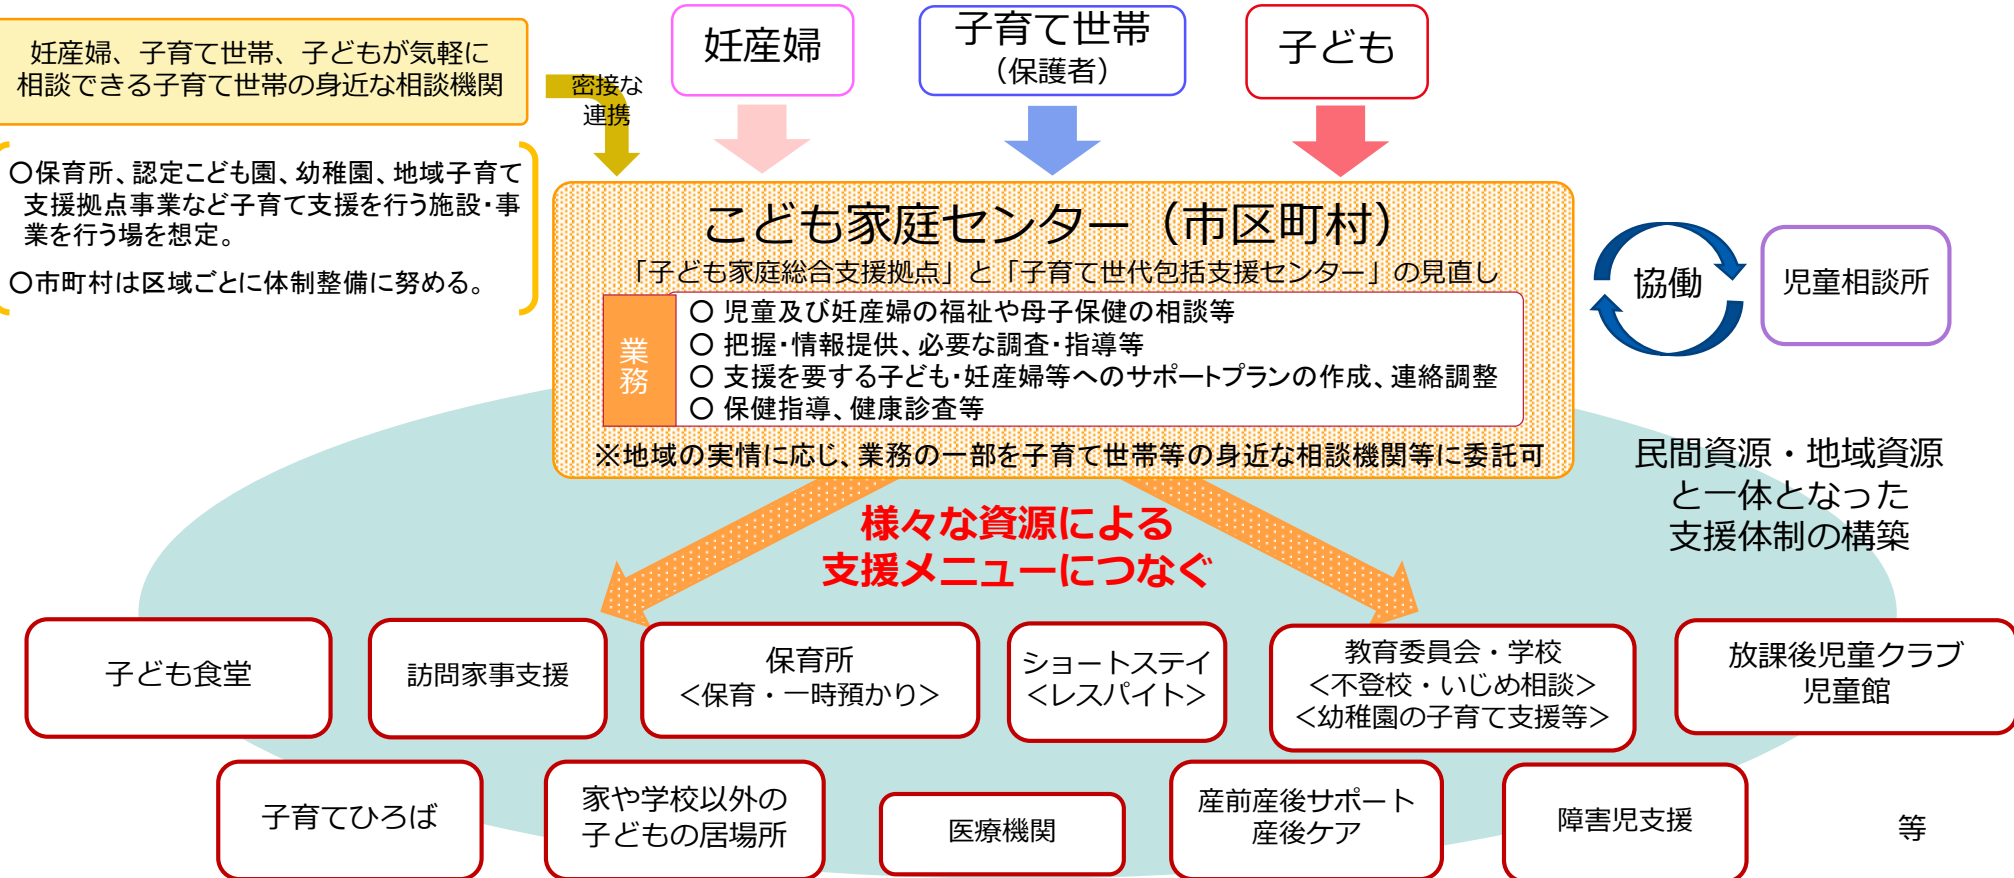 妊産婦、子育て世帯、子どもが気軽に
相談できる子育て世帯の身近な相談機関
密接な
連携
妊産婦
子育て世帯
（保護者）
子ども
○保育所、認定こども園、幼稚園、地域子育て
支援拠点事業など子育て支援を行う施設・事
業を行う場を想定。
○市町村は区域ごとに体制整備に努める。
こども家庭センター（市区町村）
「子ども家庭総合支援拠点」と「子育て世代包括支援センター」の見直し
業務
○ 児童及び妊産婦の福祉や母子保健の相談等
○ 把握・情報提供、必要な調査・指導等
○ 支援を要する子ども・妊産婦等へのサポートプランの作成、連絡調整
○ 保健指導、健康診査等
※地域の実情に応じ、業務の一部を子育て世帯等の身近な相談機関等に委託可
協働
児童相談所
民間資源・地域資源
と一体となった
支援体制の構築
様々な資源による
支援メニューにつなぐ
子ども食堂
訪問家事支援
保育所
＜保育・一時預かり＞
ショートステイ
＜レスパイト＞
教育委員会・学校
＜不登校・いじめ相談＞
＜幼稚園の子育て支援等＞
放課後児童クラブ
児童館
子育てひろば
家や学校以外の
子どもの居場所
医療機関
産前産後サポート
産後ケア
障害児支援
等